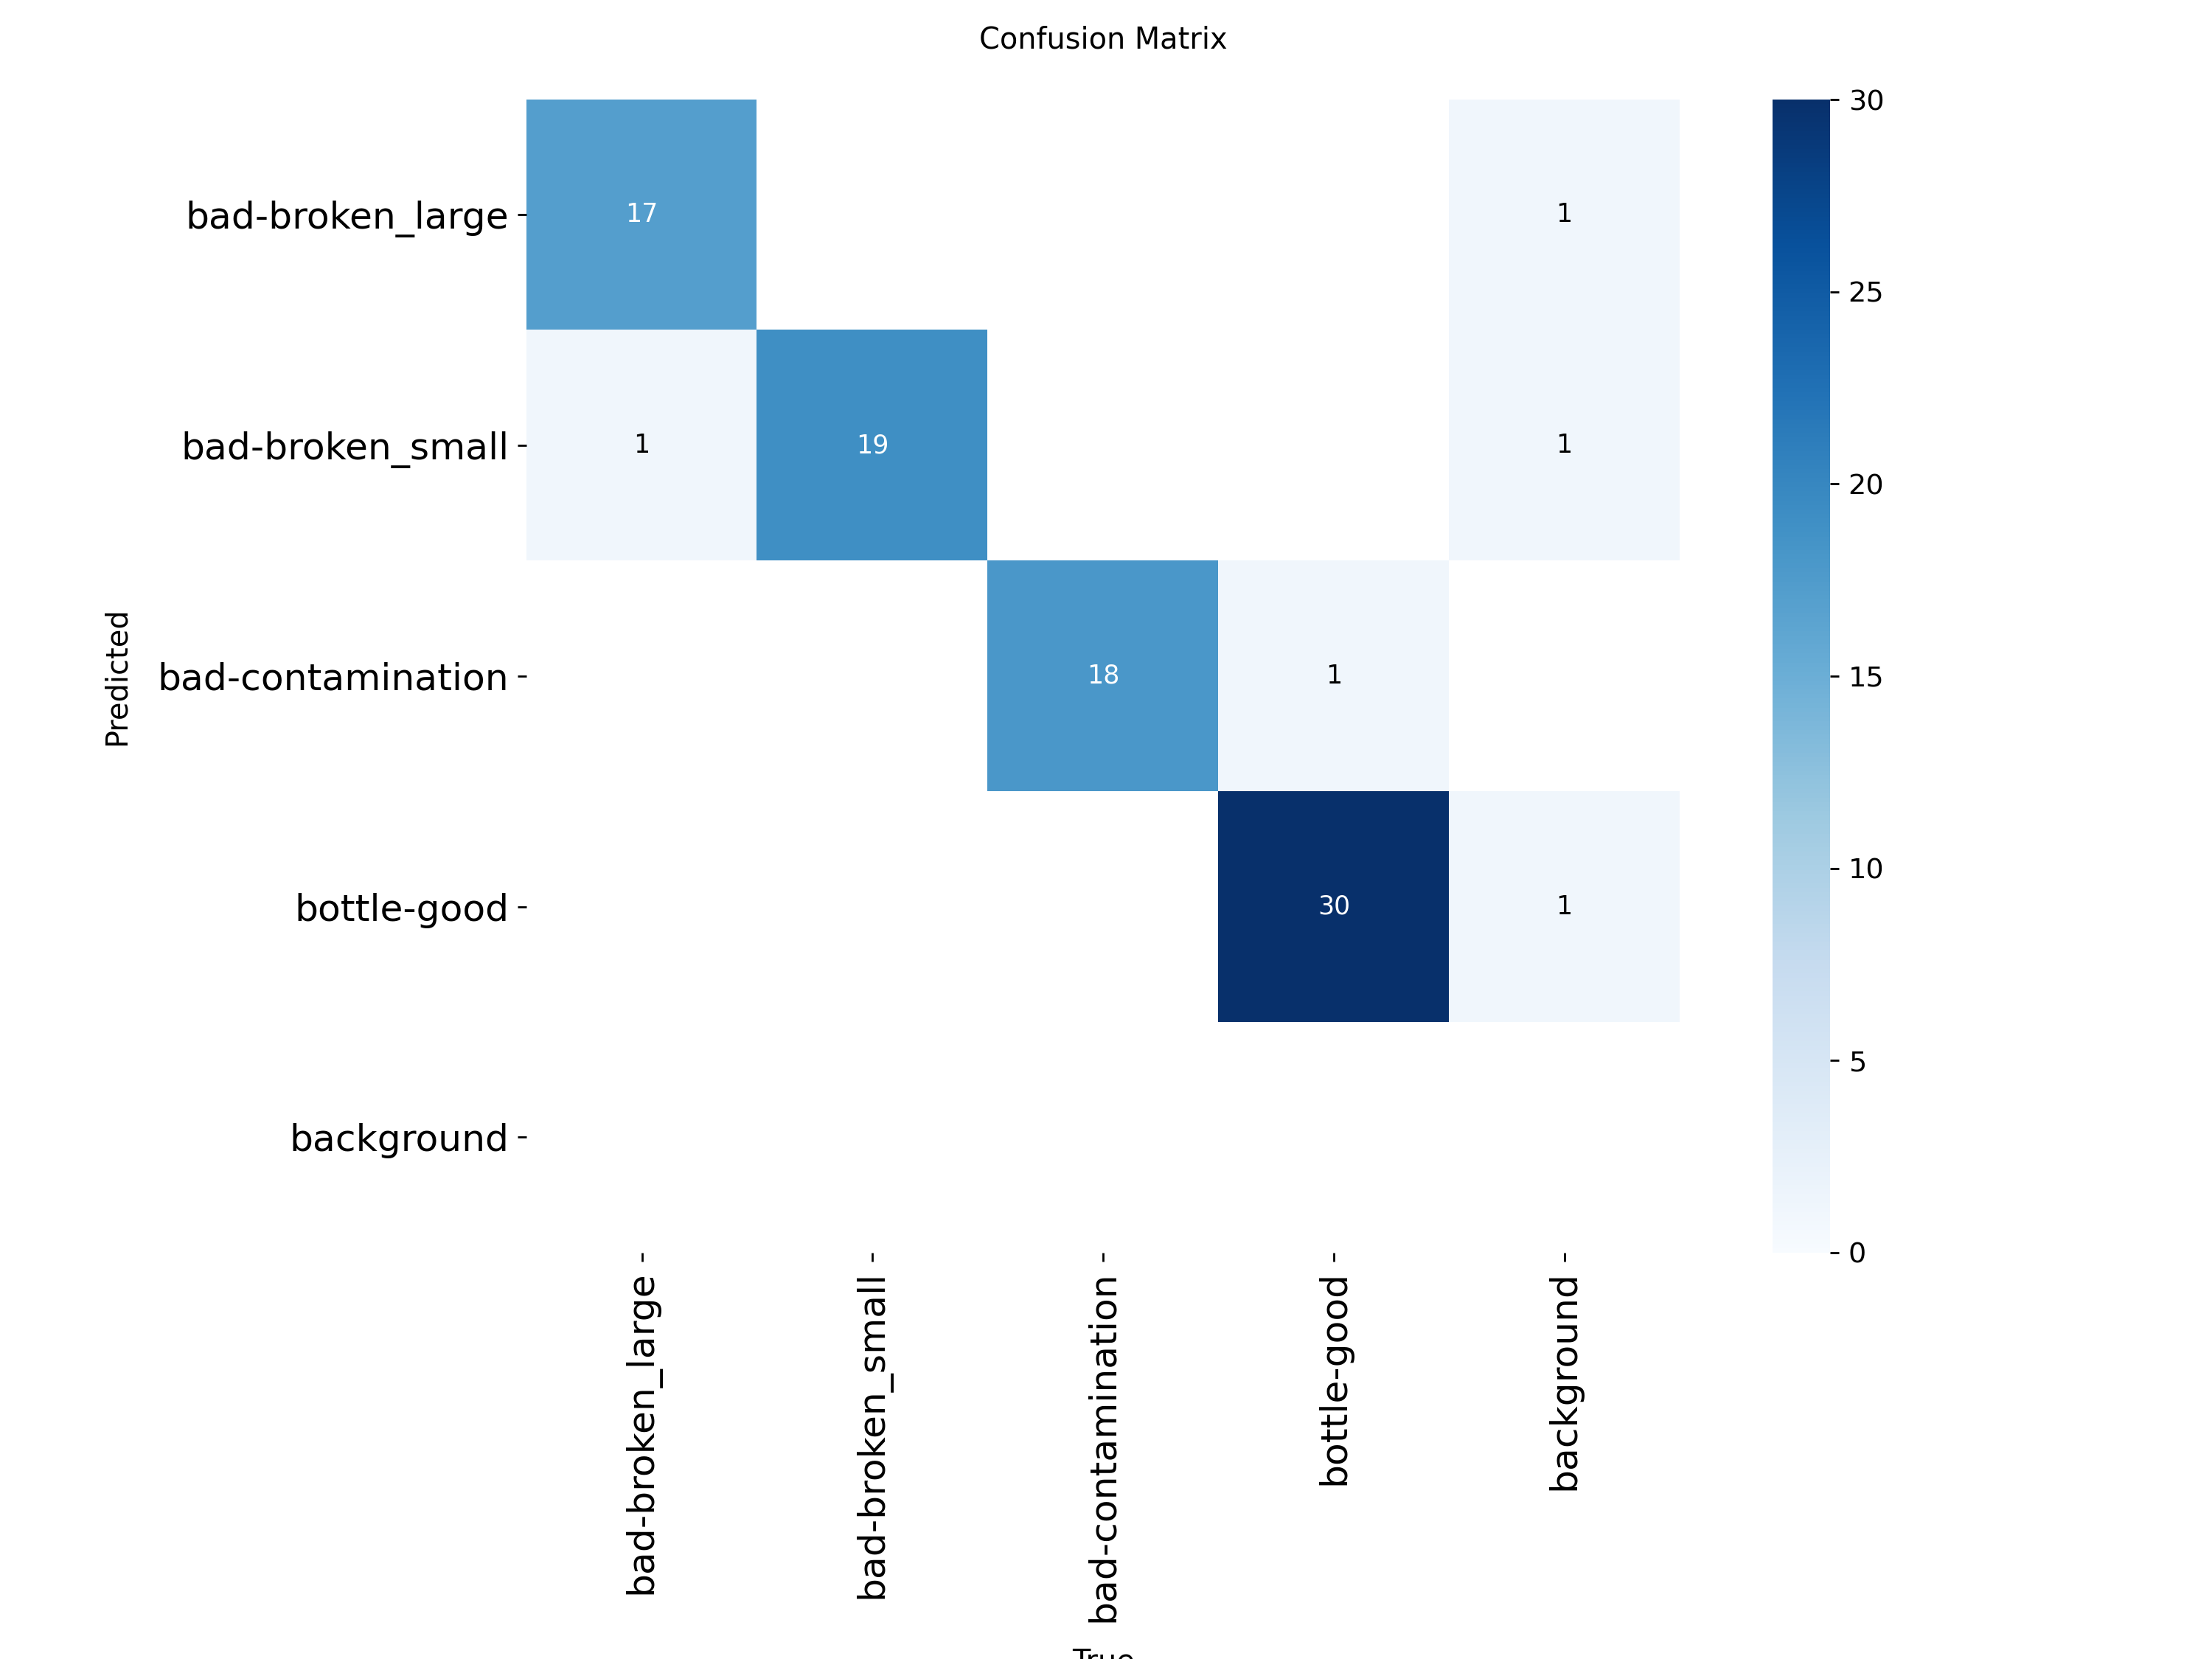 Confusion Matrix
bad-broken_large
17
1
bad-broken_small
1
19
1
bad-contamination
18
1
bottle-good
30
1
background
Predicted
bad-broken_large
bad-broken_small
bad-contamination
bottle-good
background
True
30
25
20
15
10
5
0